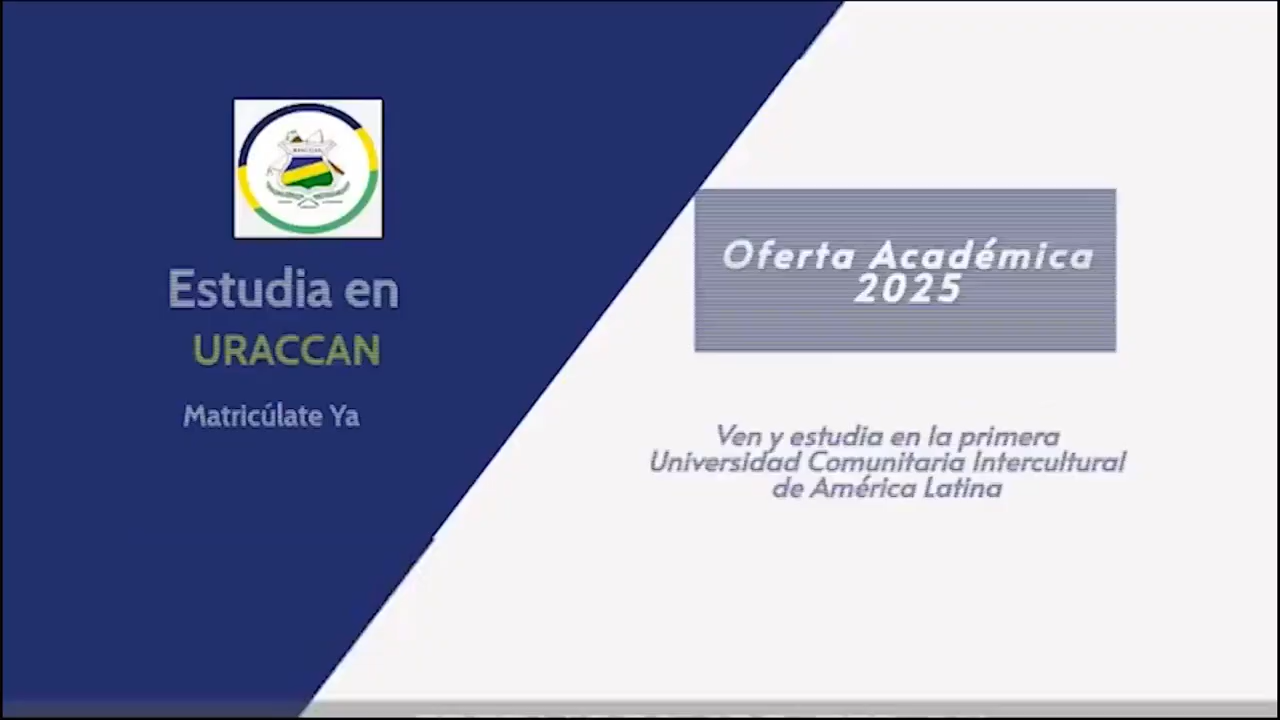 Estudia en
URACCAN
Matricúlate Ya
Oferta Académica
2025
Ven y estudia en la primera
Universidad Comunitaria Intercultural
de América Latina